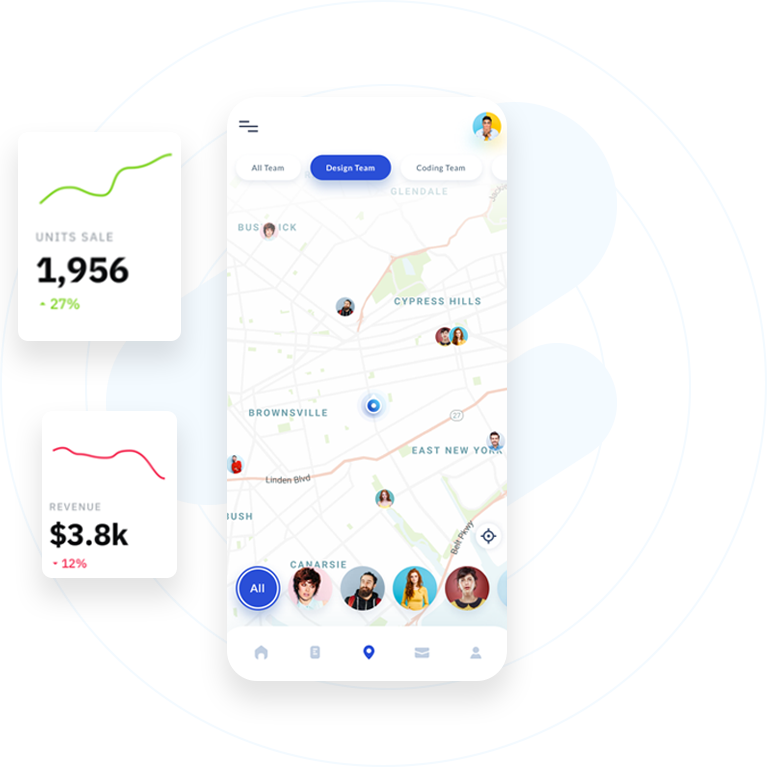 All Team
Design Team
Coding Team
GLENDALE
BUS ICK
CYPRESS HILLS
BROWNSVILLE
27
EAST NEW YORK
Linden Blvd
BUSH
Belt Pkwy
CANARSIE
All
UNITS SALE
1,956
27%
REVENUE
$3.8k
12%